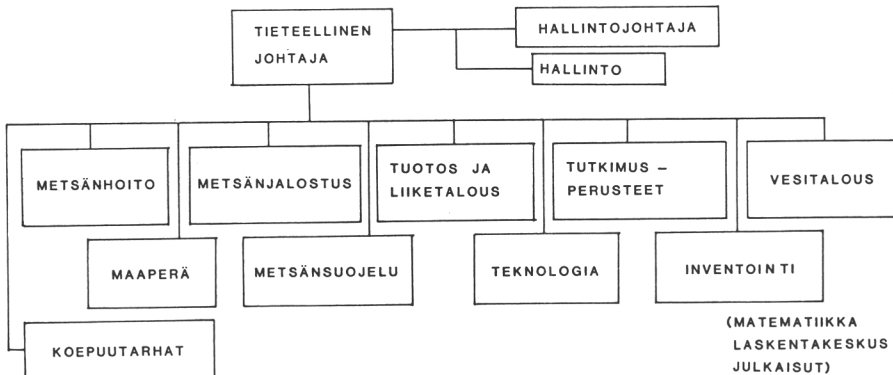 TIETEELLINEN
JOHTAJA
HALLINTOJOHTAJA
HALLINTO
METSÄNHOITO
METSÄNJALOSTUS
TUOTOS JA
LIIKETALOUS
TUTKIMUS –
PERUSTEET
VESITALOUS
MAAPERÄ
METSÄNSUOJELU
TEKNOLOGIA
INVENTOINTI
KOEPUUTARHAT
(MATEMATIIKKA
LASKENTAKESKUS
JULKAISUT)